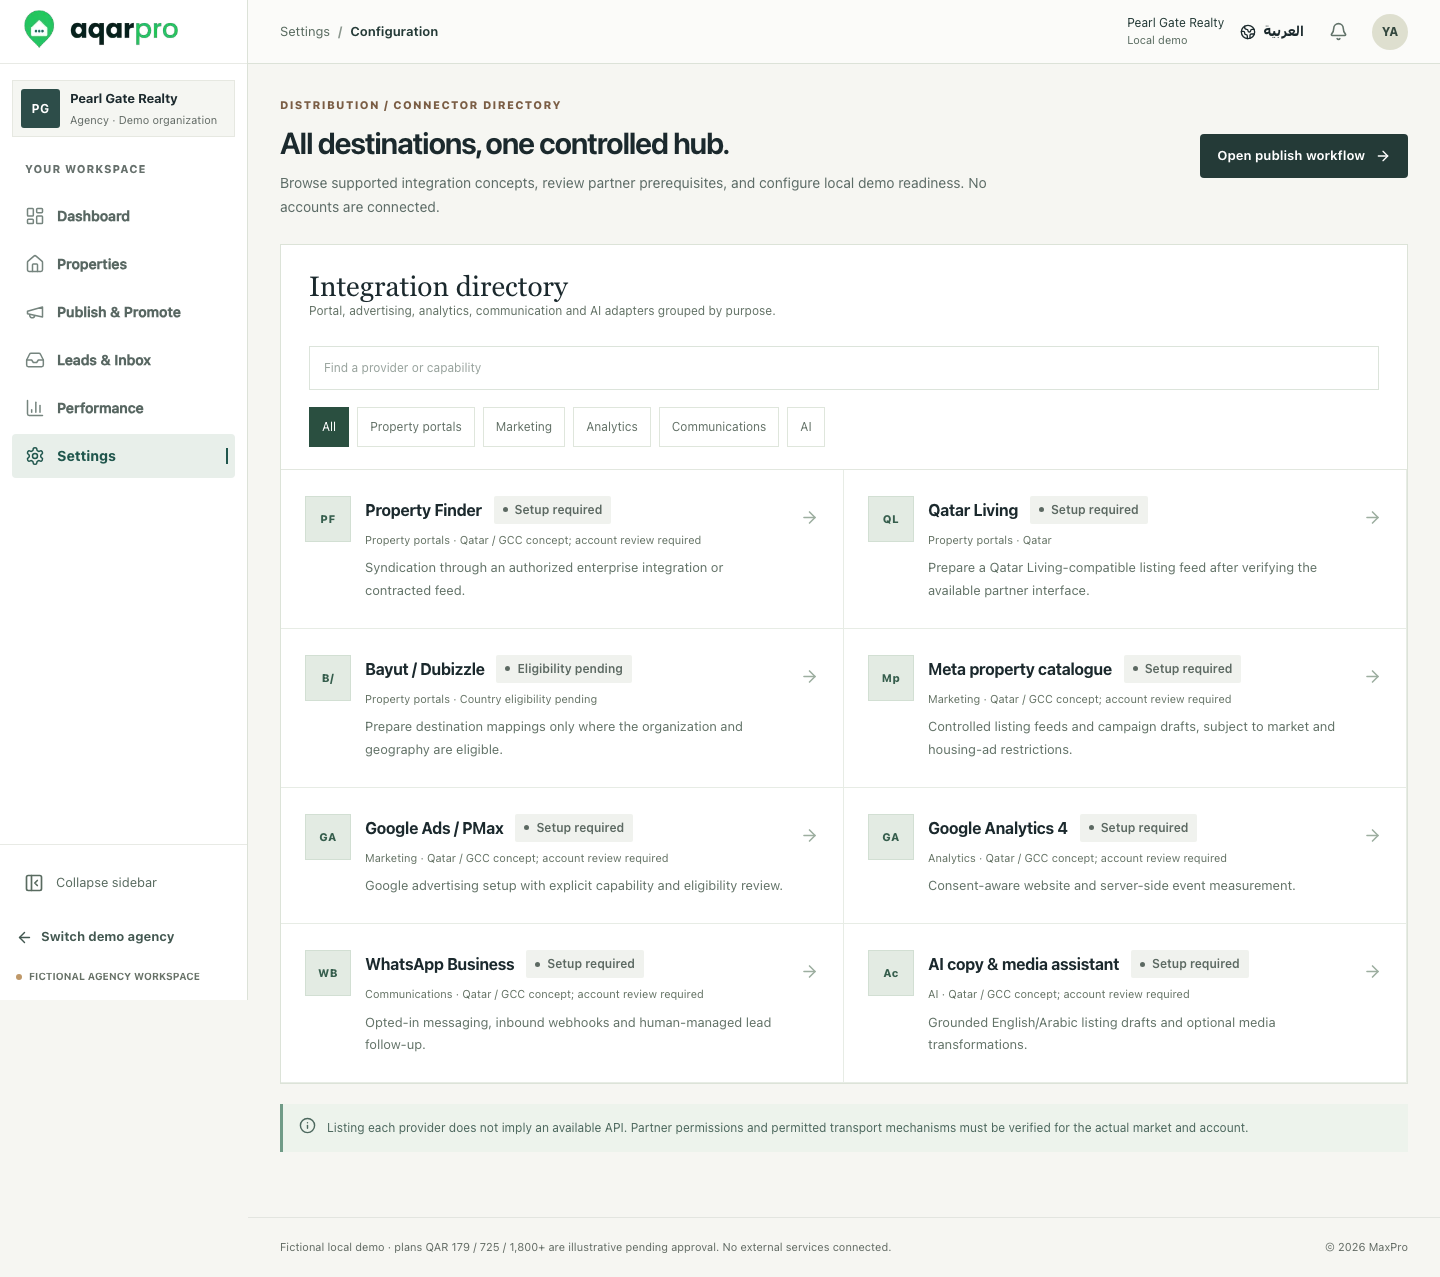 aqarpro
Settings / Configuration
Pearl Gate Realty
Local demo
العربية
YA
PG
Pearl Gate Realty
Agency · Demo organization
YOUR WORKSPACE
Dashboard
Properties
Publish & Promote
Leads & Inbox
Performance
Settings
Collapse sidebar
Switch demo agency
FICTIONAL AGENCY WORKSPACE
DISTRIBUTION / CONNECTOR DIRECTORY
All destinations, one controlled hub.
Browse supported integration concepts, review partner prerequisites, and configure local demo readiness. No
accounts are connected.
Open publish workflow
Integration directory
Portal, advertising, analytics, communication and AI adapters grouped by purpose.
Find a provider or capability
All
Property portals
Marketing
Analytics
Communications
AI
PF
Property Finder
Setup required
Property portals · Qatar / GCC concept; account review required
Syndication through an authorized enterprise integration or
contracted feed.
QL
Qatar Living
Setup required
Property portals · Qatar
Prepare a Qatar Living-compatible listing feed after verifying the
available partner interface.
B/
Bayut / Dubizzle
Eligibility pending
Property portals · Country eligibility pending
Prepare destination mappings only where the organization and
geography are eligible.
Mp
Meta property catalogue
Setup required
Marketing · Qatar / GCC concept; account review required
Controlled listing feeds and campaign drafts, subject to market and
housing-ad restrictions.
GA
Google Ads / PMax
Setup required
Marketing · Qatar / GCC concept; account review required
Google advertising setup with explicit capability and eligibility review.
GA
Google Analytics 4
Setup required
Analytics · Qatar / GCC concept; account review required
Consent-aware website and server-side event measurement.
WB
WhatsApp Business
Setup required
Communications · Qatar / GCC concept; account review required
Opted-in messaging, inbound webhooks and human-managed lead
follow-up.
Ac
AI copy & media assistant
Setup required
AI · Qatar / GCC concept; account review required
Grounded English/Arabic listing drafts and optional media
transformations.
Listing each provider does not imply an available API. Partner permissions and permitted transport mechanisms must be verified for the actual market and account.
Fictional local demo · plans QAR 179 / 725 / 1,800+ are illustrative pending approval. No external services connected.
© 2026 MaxPro